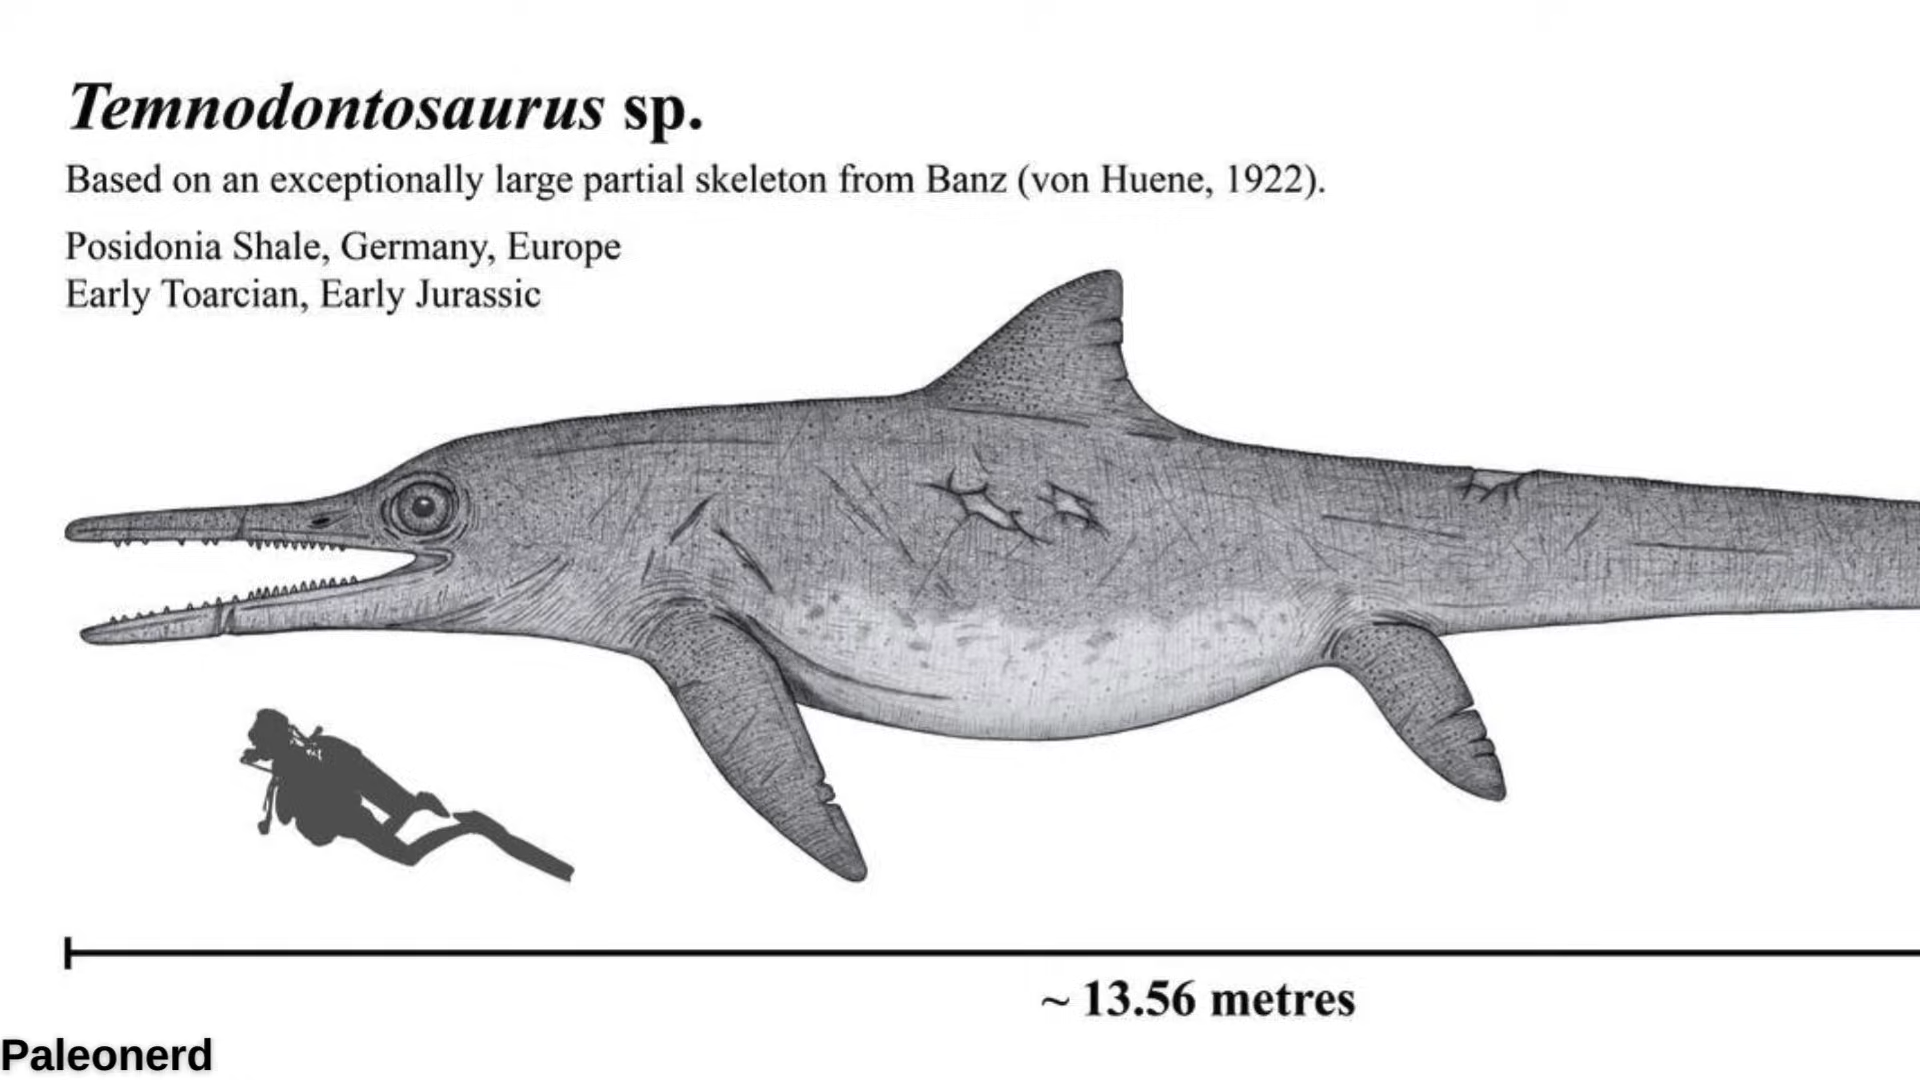 Temnodontosaurus sp.
Based on an exceptionally large partial skeleton from Banz (von Huene, 1922).
Posidonia Shale, Germany, Europe
Early Toarcian, Early Jurassic
~ 13.56 metres
Paleonerd